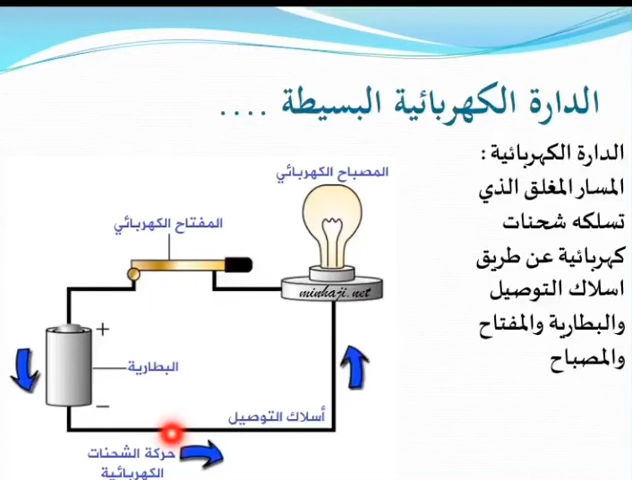 الدارة الكهربائية البسيطة ....
الدارة الكهربائية :
المسار المغلق الذي
تسلكه شحنات
كهربائية عن طريق
اسلاك التوصيل
والبطارية والمفتاح
والمصباح
المصباح الكهربائي
المفتاح الكهربائي
minhaji.net
+
البطارية
−
أسلاك التوصيل
حركة الشحنات
الكهربائية